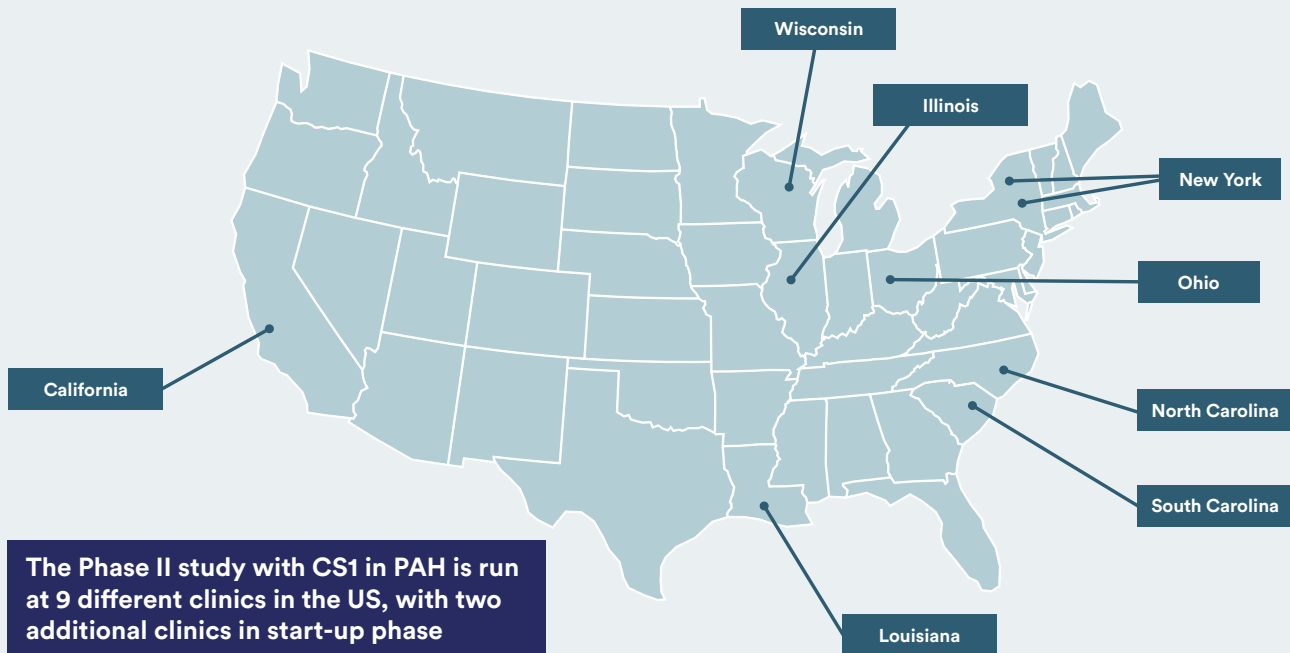 Wisconsin
Illinois
New York
Ohio
California
North Carolina
South Carolina
The Phase II study with CS1 in PAH is run
at 9 different clinics in the US, with two
additional clinics in start-up phase
Louisiana